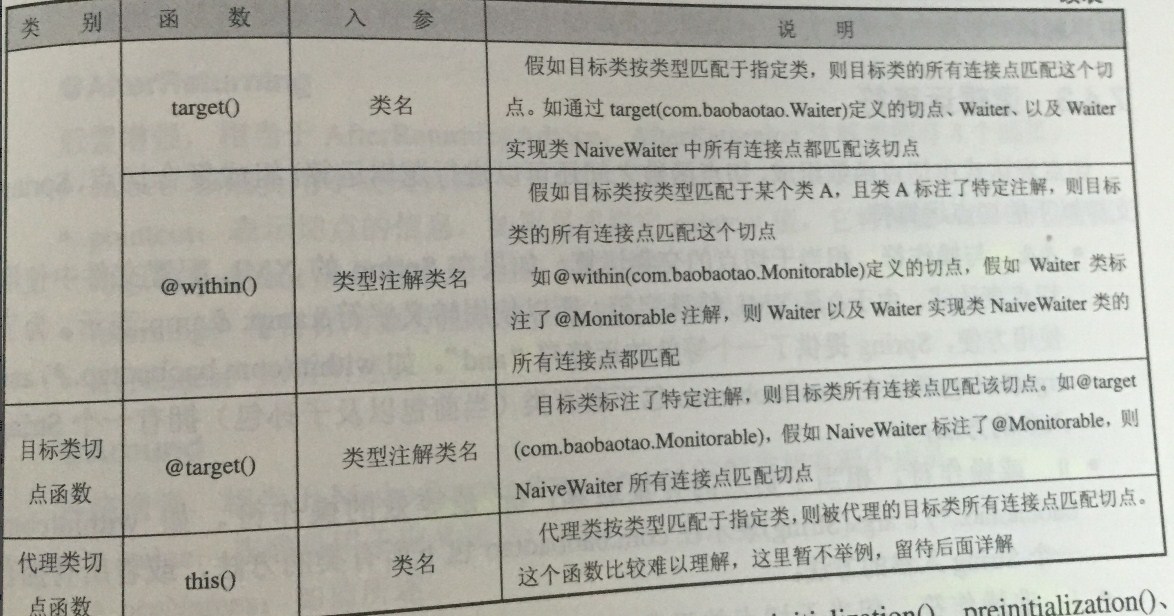 类 别 函 数 入 参 说 明
target() 类名
假如目标类按类型匹配于指定类，则目标类的所有连接点匹配这个切
点。如通过 target(com.baobaotao.Waiter)定义的切点、Waiter、以及 Waiter
实现类 NaiveWaiter 中所有连接点都匹配该切点
@within() 类型注解类名
假如目标类按类型匹配于某个类 A，且类 A 标注了特定注解，则目标
类的所有连接点匹配这个切点
如@within(com.baobaotao.Monitorable)定义的切点，假如 Waiter 类标
注了@Monitorable 注解，则 Waiter 以及 Waiter 实现类 NaiveWaiter 类的
所有连接点都匹配
目标类切
点函数
@target() 类型注解类名
目标类标注了特定注解，则目标类所有连接点匹配该切点。如@target
(com.baobaotao.Monitorable)，假如 NaiveWaiter 标注了@Monitorable，则
NaiveWaiter 所有连接点匹配切点
代理类切
点函数
this() 类名
代理类按类型匹配于指定类，则被代理的目标类所有连接点匹配切点。
这个函数比较难以理解，这里暂不举例，留待后面详解
preinitialization()、